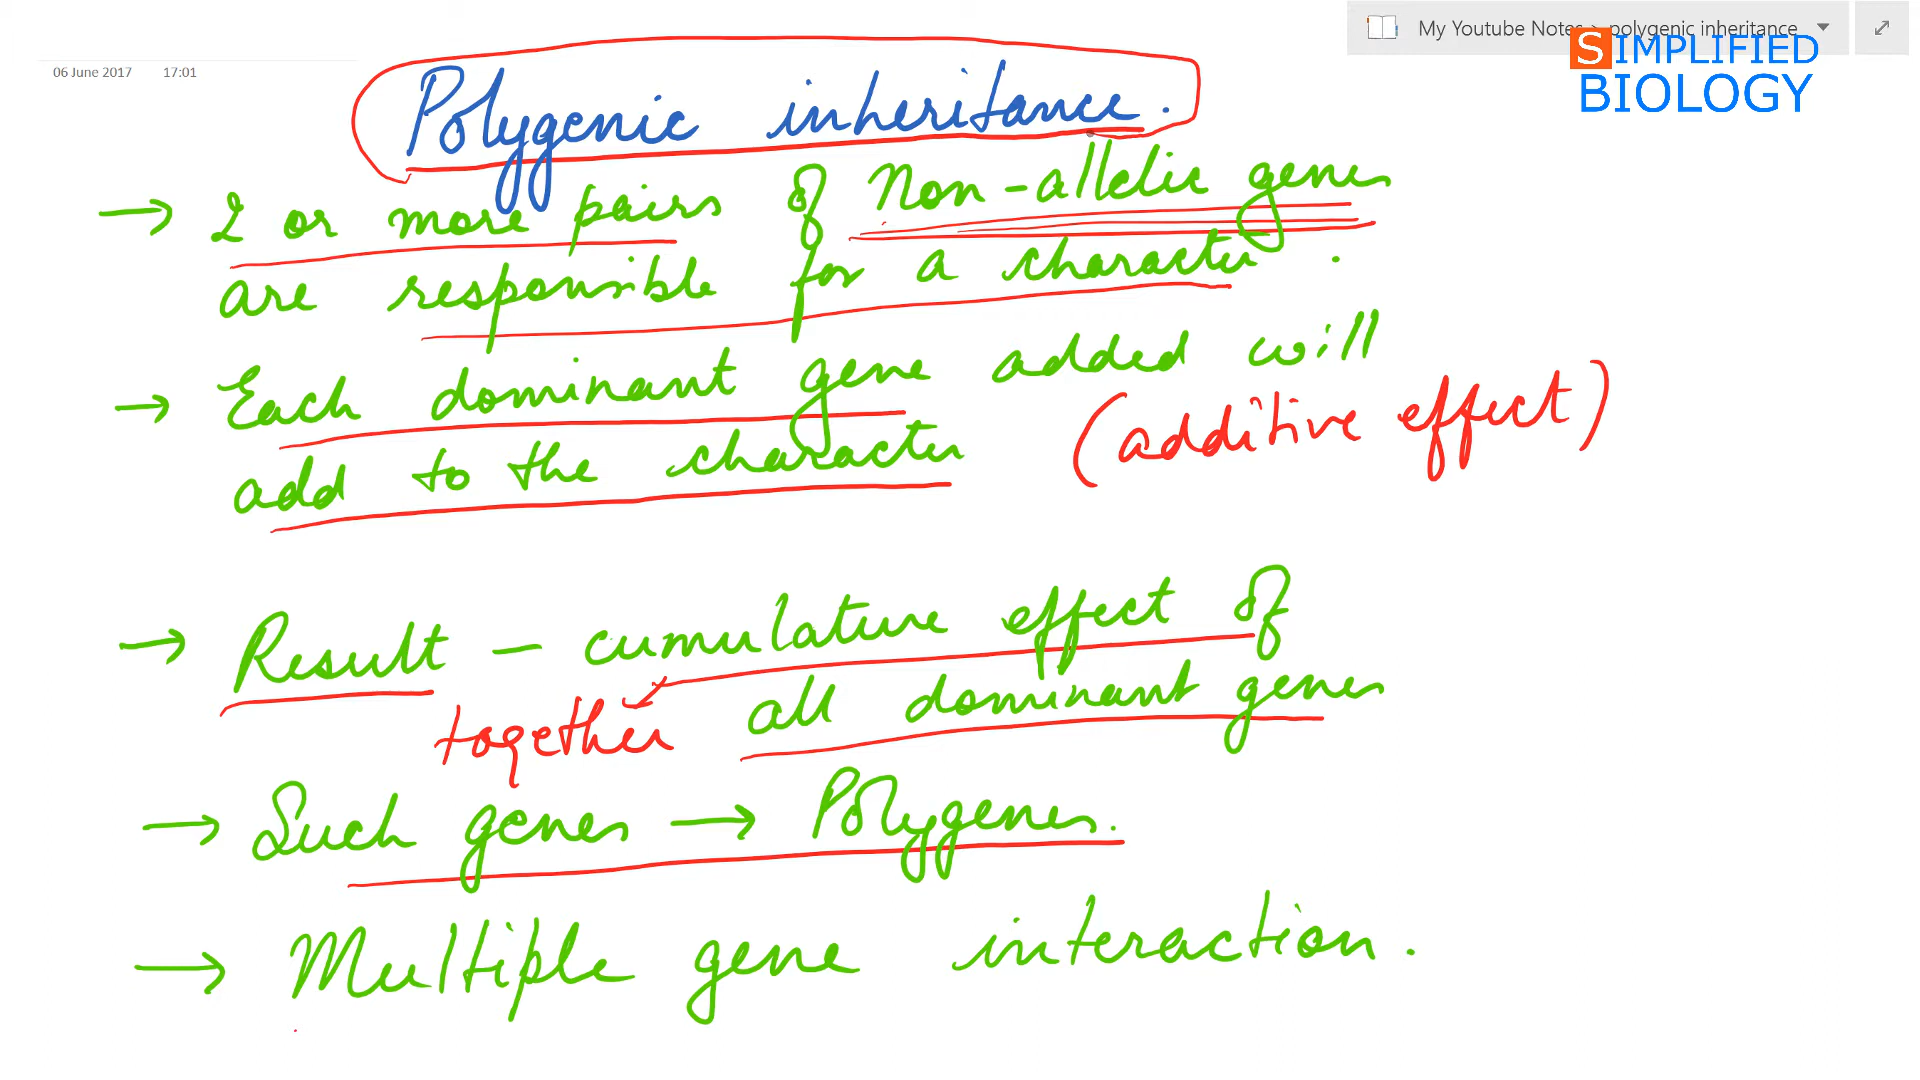 My Youtube Notes > polygenic inheritance
SIMPLIFIED
BIOLOGY
06 June 2017 17:01
Polygenic inheritance.
→ 2 or more pairs of Non-allelic genes
are responsible for a character.
→ Each dominant gene added will
add to the character (additive effect)
→ Result - cumulative effect of
together all dominant genes
→ Such genes → Polygenes.
→ Multiple gene interaction.